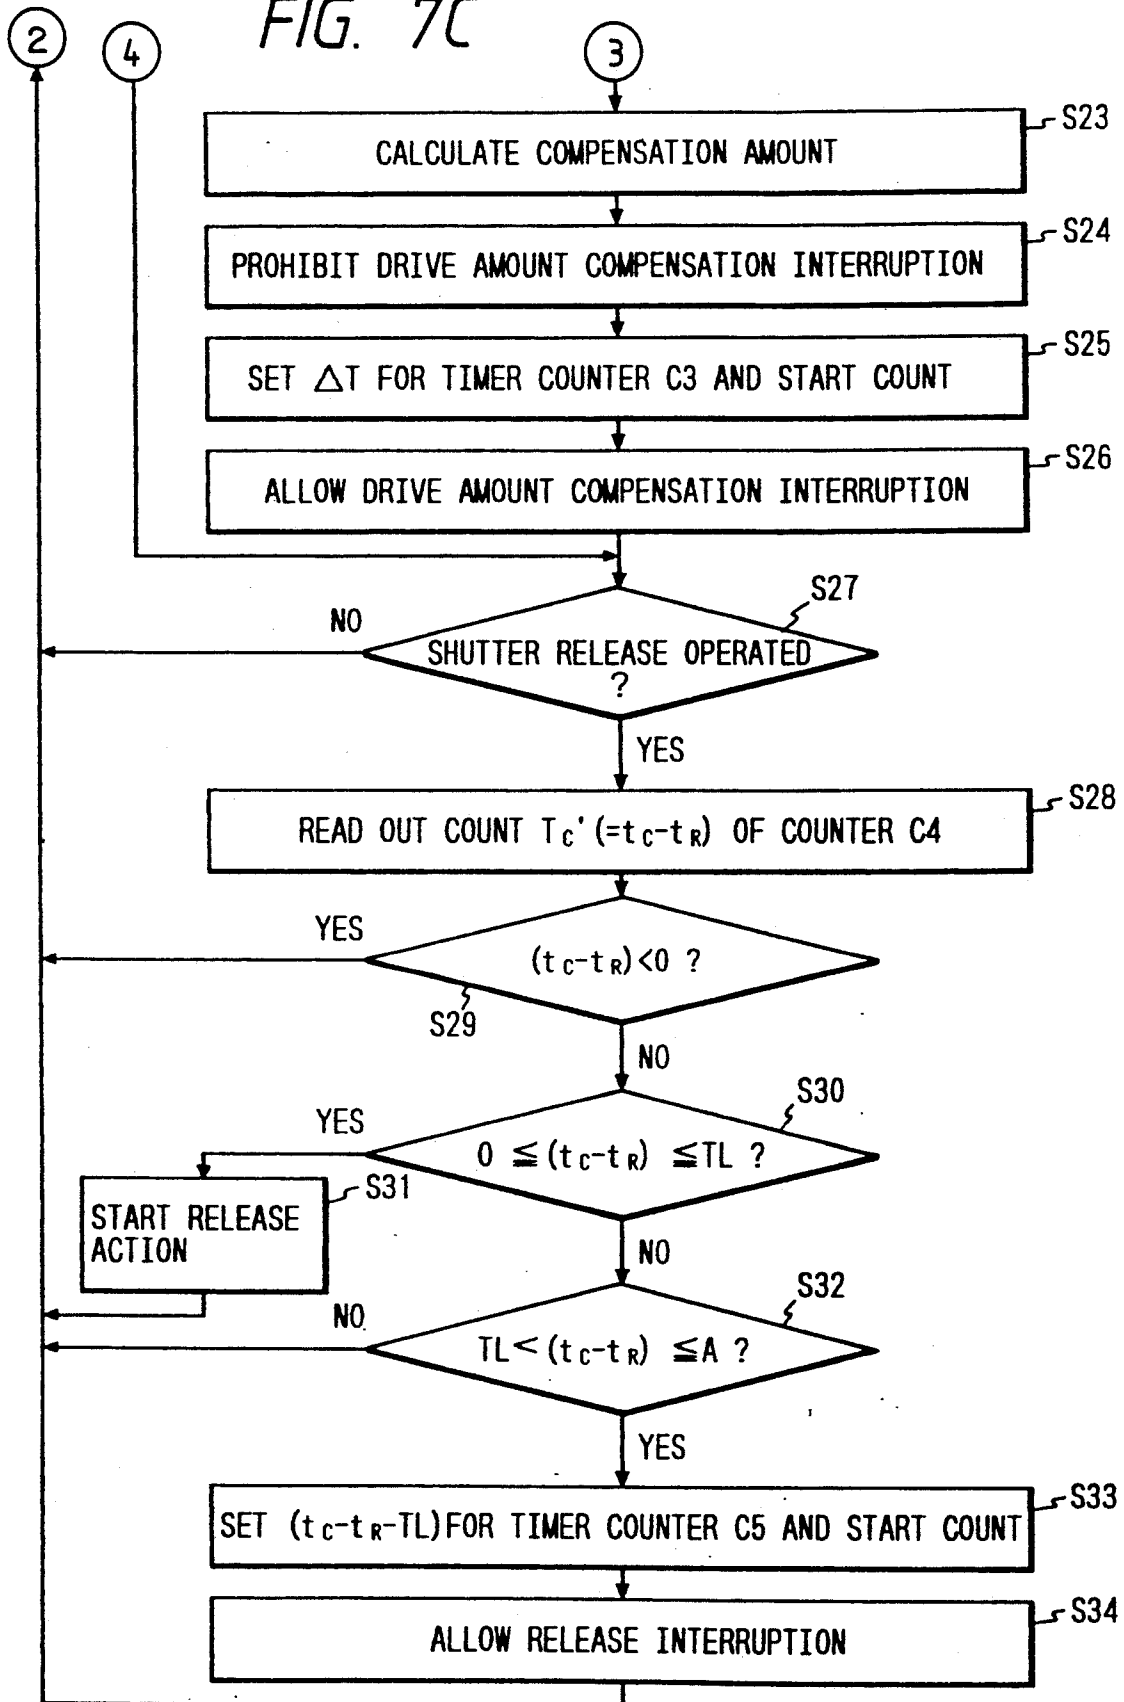 FIG. 7C
2
4
3
S23
CALCULATE COMPENSATION AMOUNT
S24
PROHIBIT DRIVE AMOUNT COMPENSATION INTERRUPTION
S25
SET △T FOR TIMER COUNTER C3 AND START COUNT
S26
ALLOW DRIVE AMOUNT COMPENSATION INTERRUPTION
S27
NO
SHUTTER RELEASE OPERATED
?
YES
S28
READ OUT COUNT TC'(=tC-tR) OF COUNTER C4
YES
(tC-tR)<0 ?
S29
NO
S30
YES
0 ≦(tC-tR) ≦TL ?
S31
START RELEASE
ACTION
NO
S32
NO
TL<(tC-tR) ≦A ?
YES
S33
SET (tC-tR-TL)FOR TIMER COUNTER C5 AND START COUNT
S34
ALLOW RELEASE INTERRUPTION